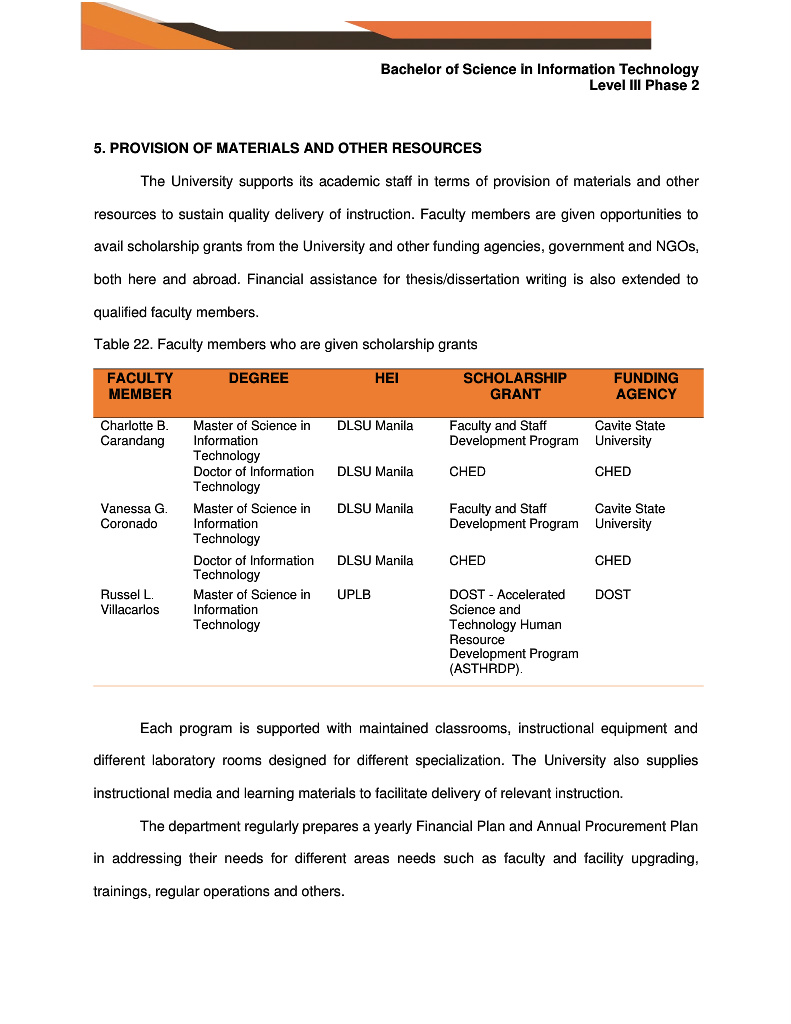 Bachelor of Science in Information Technology
Level III Phase 2
5. PROVISION OF MATERIALS AND OTHER RESOURCES
The University supports its academic staff in terms of provision of materials and other
resources to sustain quality delivery of instruction. Faculty members are given opportunities to
avail scholarship grants from the University and other funding agencies, government and NGOs,
both here and abroad. Financial assistance for thesis/dissertation writing is also extended to
qualified faculty members.
Table 22. Faculty members who are given scholarship grants
FACULTY MEMBER DEGREE HEI SCHOLARSHIP GRANT FUNDING AGENCY
Charlotte B. Master of Science in DLSU Manila Faculty and Staff Cavite State
Carandang Information Development Program University
Technology
Doctor of Information DLSU Manila CHED CHED
Technology
Vanessa G. Master of Science in DLSU Manila Faculty and Staff Cavite State
Coronado Information Development Program University
Technology
Doctor of Information DLSU Manila CHED CHED
Technology
Russel L. Master of Science in UPLB DOST - Accelerated DOST
Villacarlos Information Science and
Technology Technology Human
Resource
Development Program
(ASTHRDP).
Each program is supported with maintained classrooms, instructional equipment and
different laboratory rooms designed for different specialization. The University also supplies
instructional media and learning materials to facilitate delivery of relevant instruction.
The department regularly prepares a yearly Financial Plan and Annual Procurement Plan
in addressing their needs for different areas needs such as faculty and facility upgrading,
trainings, regular operations and others.